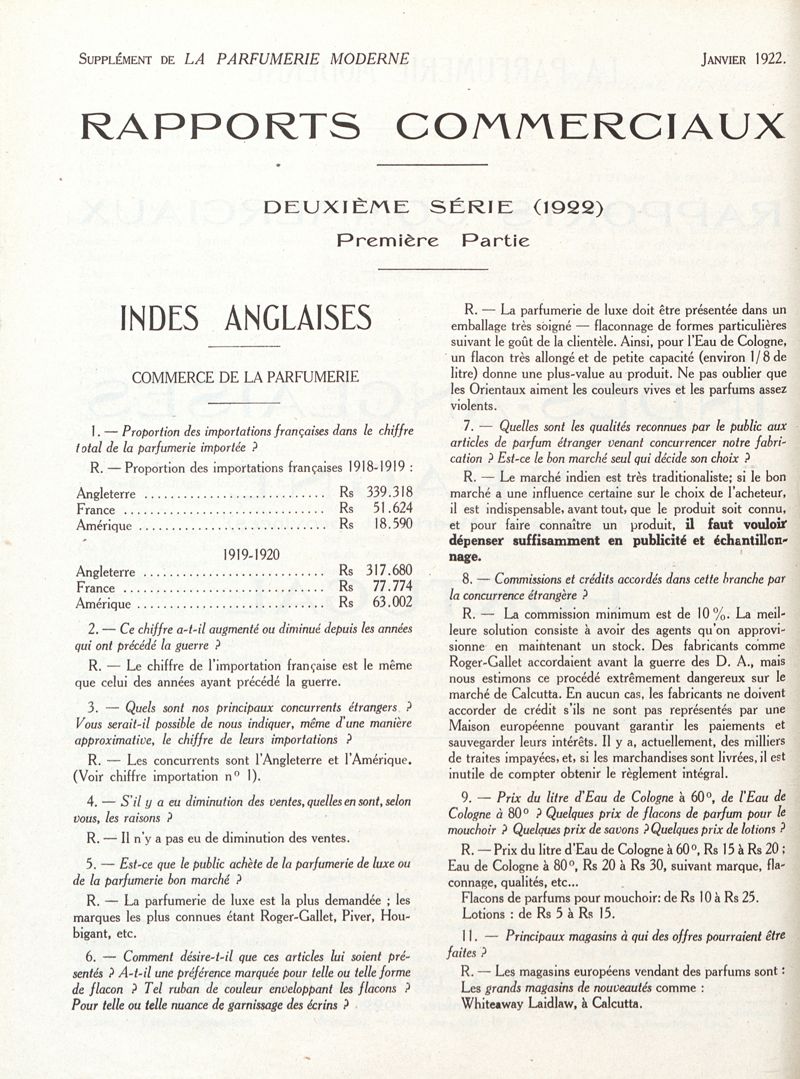 SUPPLÉMENT DE LA PARFUMERIE MODERNE
JANVIER 1922.
RAPPORTS COMMERCIAUX
DEUXIÈME SÉRIE (1922)
Première Partie
INDES ANGLAISES
COMMERCE DE LA PARFUMERIE
1. — Proportion des importations françaises dans le chiffre
total de la parfumerie importée ?
R. — Proportion des importations françaises 1918-1919 :
Angleterre ............................ Rs 339.318
France ............................... Rs 51.624
Amérique ............................. Rs 18.590
1919-1920
Angleterre ............................ Rs 317.680
France ............................... Rs 77.774
Amérique ............................. Rs 63.002
2. — Ce chiffre a-t-il augmenté ou diminué depuis les années
qui ont précédé la guerre ?
R. — Le chiffre de l'importation française est le même
que celui des années ayant précédé la guerre.
3. — Quels sont nos principaux concurrents étrangers ?
Vous serait-il possible de nous indiquer, même d'une manière
approximative, le chiffre de leurs importations ?
R. — Les concurrents sont l'Angleterre et l'Amérique.
(Voir chiffre importation n° 1).
4. — S'il y a eu diminution des ventes, quelles en sont, selon
vous, les raisons ?
R. — Il n'y a pas eu de diminution des ventes.
5. — Est-ce que le public achète de la parfumerie de luxe ou
de la parfumerie bon marché ?
R. — La parfumerie de luxe est la plus demandée ; les
marques les plus connues étant Roger-Gallet, Piver, Hou-
bigant, etc.
6. — Comment désire-t-il que ces articles lui soient pré-
sentés ? A-t-il une préférence marquée pour telle ou telle forme
de flacon ? Tel ruban de couleur enveloppant les flacons ?
Pour telle ou telle nuance de garnissage des écrins ?
R. — La parfumerie de luxe doit être présentée dans un
emballage très soigné — flaconnage de formes particulières
suivant le goût de la clientèle. Ainsi, pour l'Eau de Cologne,
un flacon très allongé et de petite capacité (environ 1/8 de
litre) donne une plus-value au produit. Ne pas oublier que
les Orientaux aiment les couleurs vives et les parfums assez
violents.
7. — Quelles sont les qualités reconnues par le public aux
articles de parfum étranger venant concurrencer notre fabri-
cation ? Est-ce le bon marché seul qui décide son choix ?
R. — Le marché indien est très traditionaliste; si le bon
marché a une influence certaine sur le choix de l'acheteur,
il est indispensable, avant tout, que le produit soit connu,
et pour faire connaître un produit, il faut vouloir
dépenser suffisamment en publicité et échantillon-
nage.
8. — Commissions et crédits accordés dans cette branche par
la concurrence étrangère ?
R. — La commission minimum est de 10 %. La meil-
leure solution consiste à avoir des agents qu'on approvi-
sionne en maintenant un stock. Des fabricants comme
Roger-Gallet accordaient avant la guerre des D. A., mais
nous estimons ce procédé extrêmement dangereux sur le
marché de Calcutta. En aucun cas, les fabricants ne doivent
accorder de crédit s'ils ne sont pas représentés par une
Maison européenne pouvant garantir les paiements et
sauvegarder leurs intérêts. Il y a, actuellement, des milliers
de traites impayées, et, si les marchandises sont livrées, il est
inutile de compter obtenir le règlement intégral.
9. — Prix du litre d'Eau de Cologne à 60°, de l'Eau de
Cologne à 80° ? Quelques prix de flacons de parfum pour le
mouchoir ? Quelques prix de savons ? Quelques prix de lotions ?
R. — Prix du litre d'Eau de Cologne à 60°, Rs 15 à Rs 20 ;
Eau de Cologne à 80°, Rs 20 à Rs 30, suivant marque, fla-
connage, qualités, etc...
Flacons de parfums pour mouchoir: de Rs 10 à Rs 25.
Lotions : de Rs 5 à Rs 15.
11. — Principaux magasins à qui des offres pourraient être
faites ?
R. — Les magasins européens vendant des parfums sont :
Les grands magasins de nouveautés comme :
Whiteaway Laidlaw, à Calcutta.